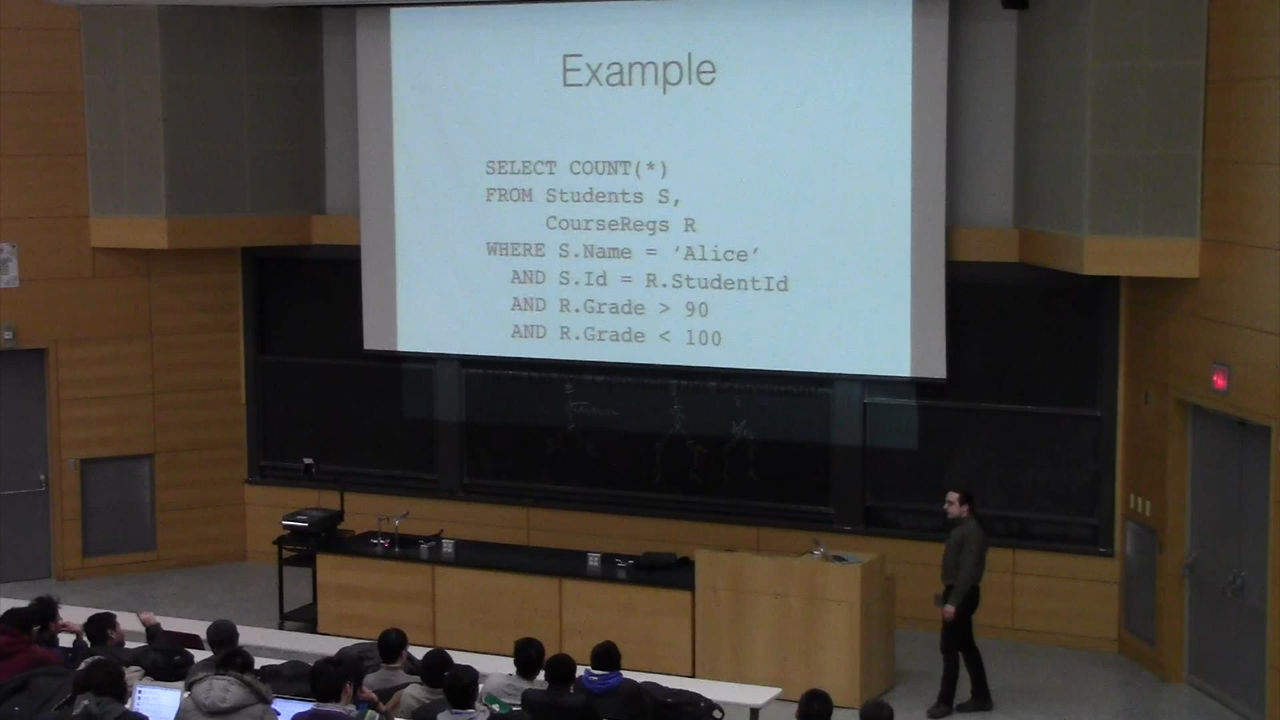 Example
SELECT COUNT(*)
FROM Students S,
CourseRegs R
WHERE S.Name = ‘Alice‘
AND S.Id = R.StudentId
AND R.Grade > 90
AND R.Grade < 100